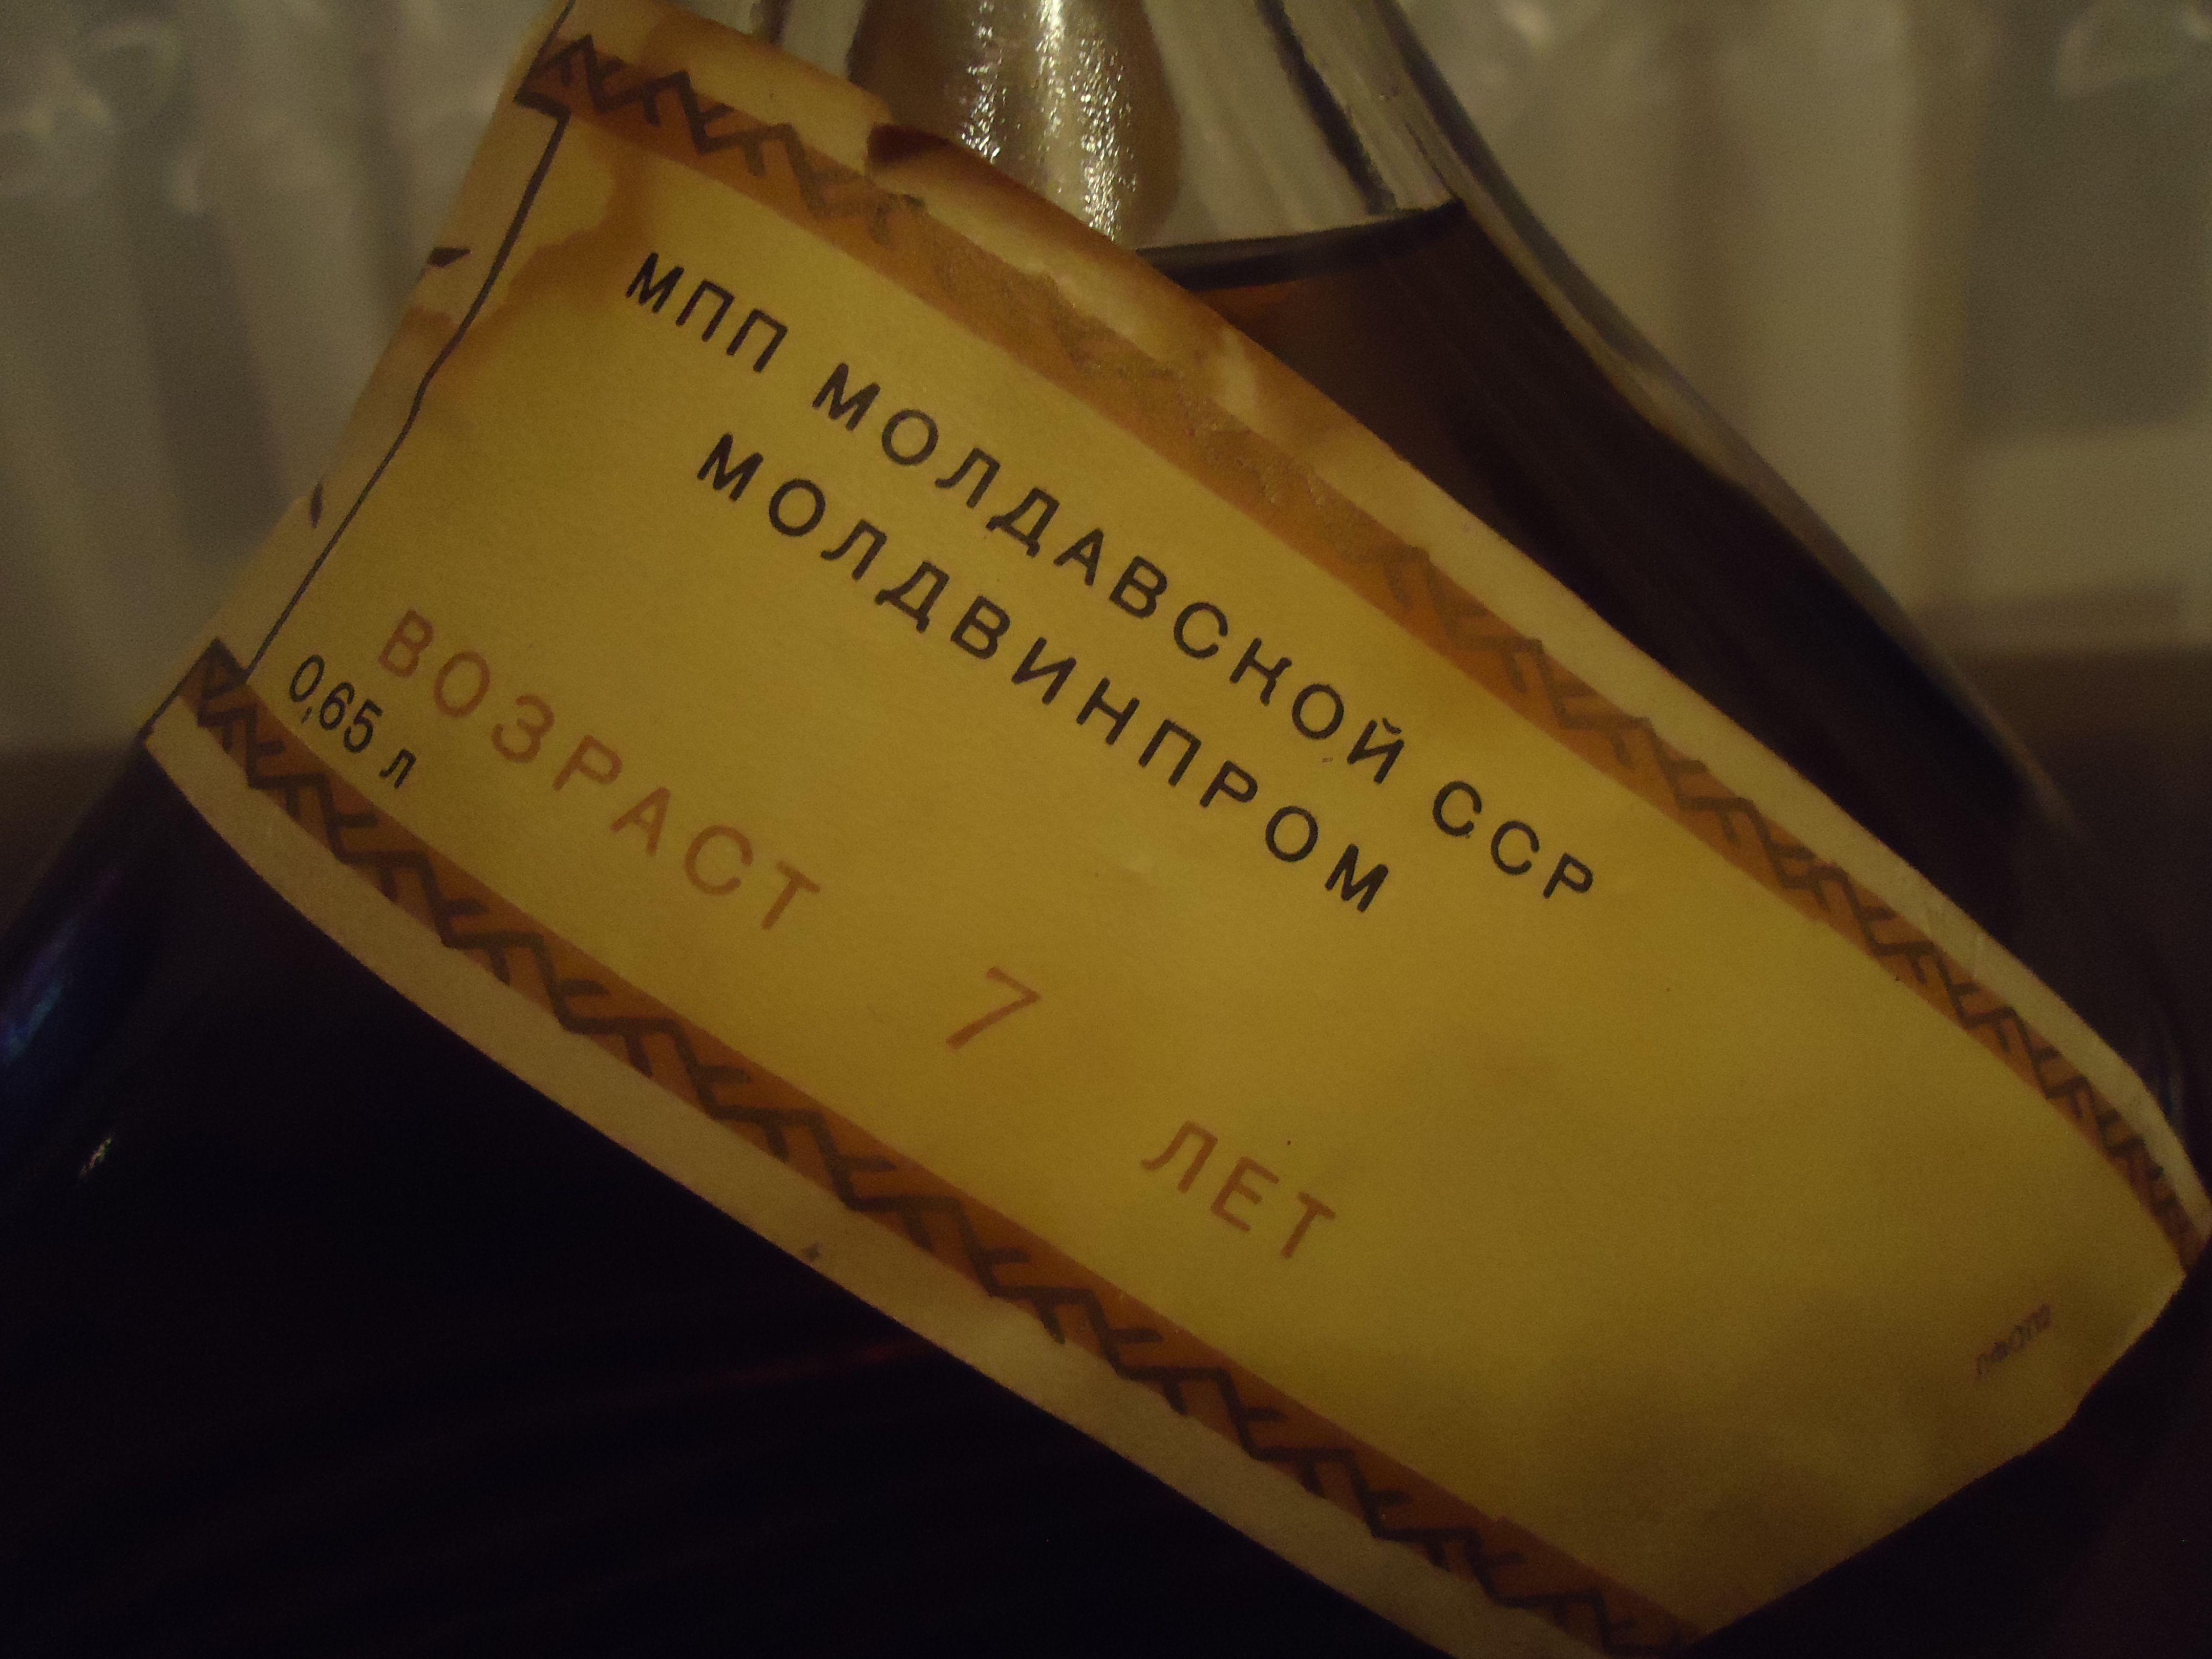 МПП МОЛДАВСКОЙ ССР
МОЛДВИНПРОМ
ВОЗРАСТ 7 ЛЕТ
0,65 л